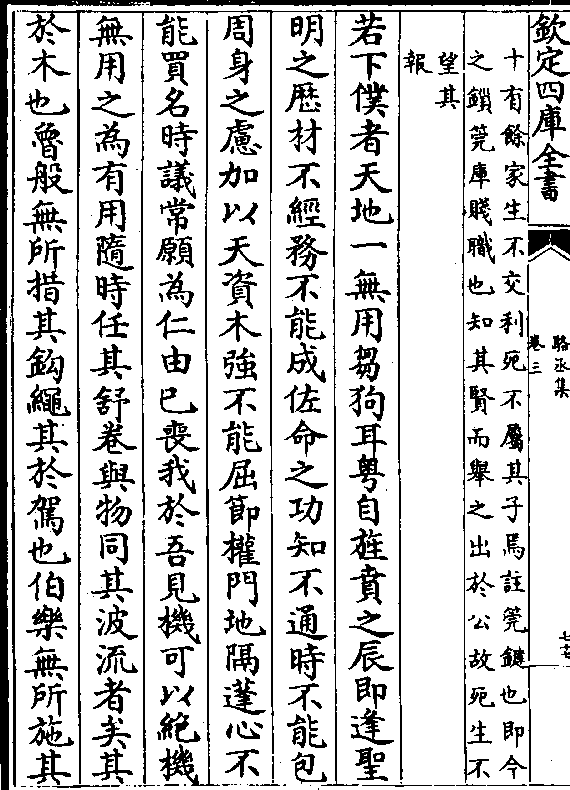 欽定四庫全書
駱丞集
卷三
十有餘家生不交利死不屬其子焉註筦鍵也即今
之鎖筦庫賤職也知其賢而舉之出於公故死生不
望其
報
若下僕者天地一無用芻狗耳粤自旌賁之辰即逢聖
明之歴材不經務不能成佐命之功知不通時不能包
周身之慮加以天資木強不能屈節權門地隔蓬心不
能買名時議常願為仁由已喪我於吾見機可以絶機
無用之為有用隨時任其舒卷與物同其波流者矣其
於木也魯般無所措其鈎繩其於駕也伯樂無所施其